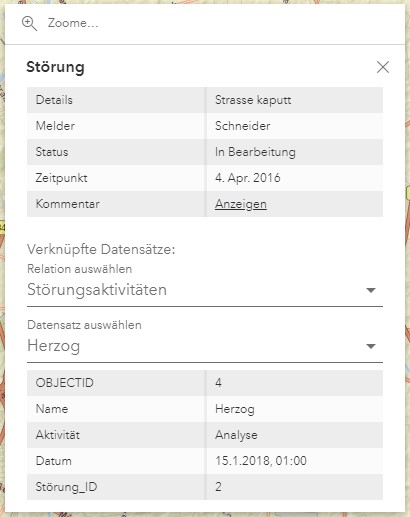 Zoome...
Störung
Details Strasse kaputt
Melder Schneider
Status In Bearbeitung
Zeitpunkt 4. Apr. 2016
Kommentar Anzeigen
Verknüpfte Datensätze:
Relation auswählen
Störungsaktivitäten
Datensatz auswählen
Herzog
OBJECTID 4
Name Herzog
Aktivität Analyse
Datum 15.1.2018, 01:00
Störung_ID 2